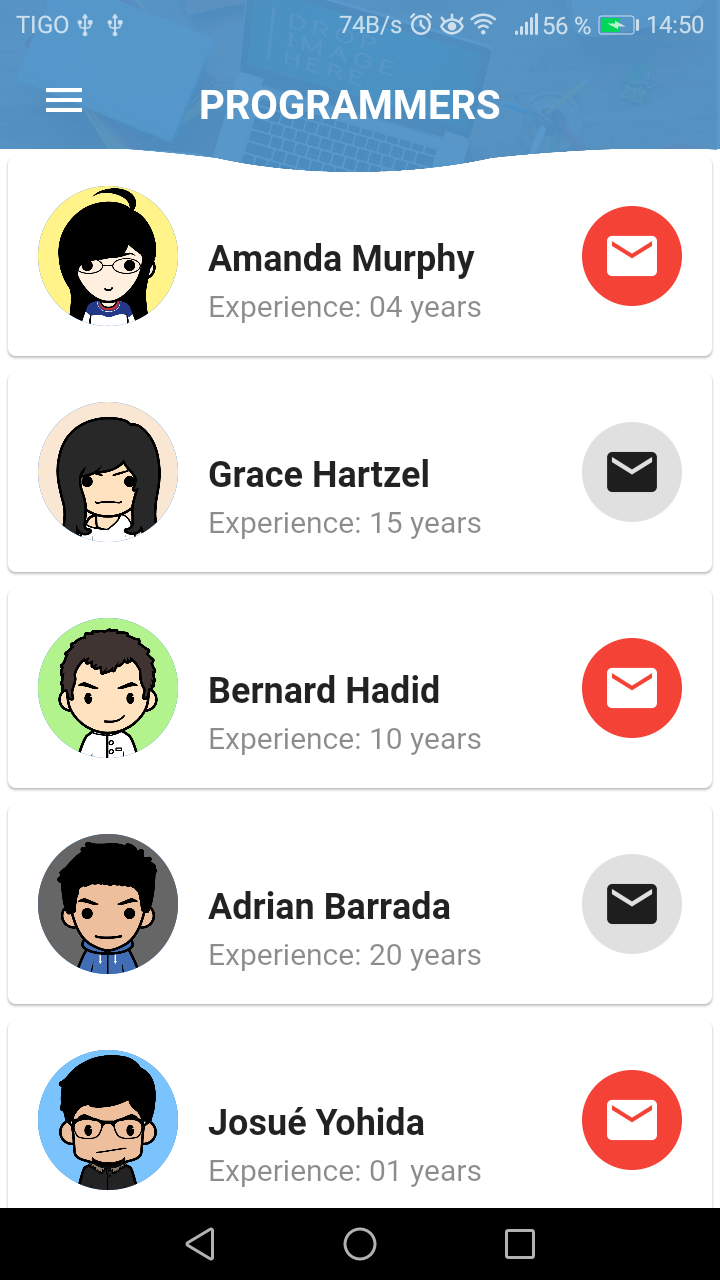 TIGO 74B/s 56 % 14:50
DROP
IMAGE
HERE
PROGRAMMERS
Amanda Murphy
Experience: 04 years
Grace Hartzel
Experience: 15 years
Bernard Hadid
Experience: 10 years
Adrian Barrada
Experience: 20 years
Josué Yohida
Experience: 01 years